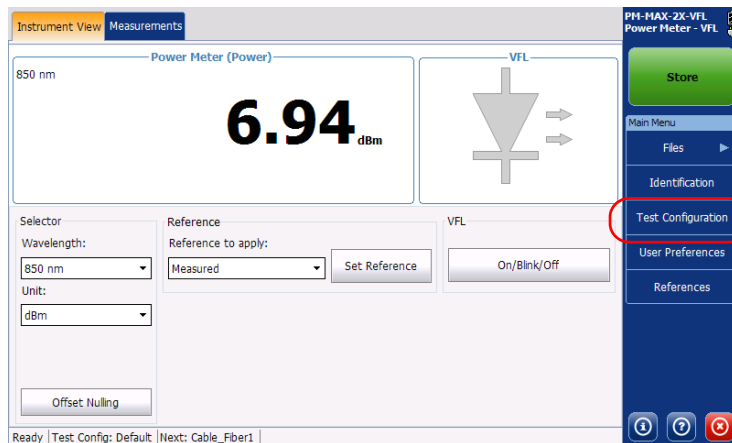 Instrument View
Measurements
PM-MAX-2X-VFL
Power Meter - VFL
Power Meter (Power)
VFL
850 nm
6.94 dBm
Store
Main Menu
Files
Identification
Test Configuration
User Preferences
References
Selector
Wavelength:
850 nm
Unit:
dBm
Offset Nulling
Reference
Reference to apply:
Measured
Set Reference
VFL
On/Blink/Off
Ready
Test Config: Default
Next: Cable_Fiber1